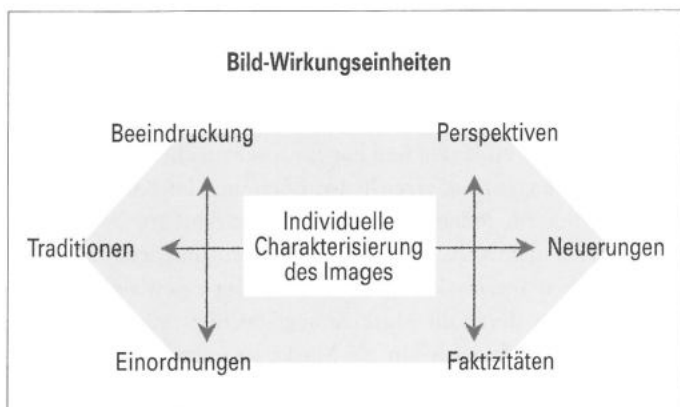 Bild-Wirkungseinheiten
Beeindruckung
Perspektiven
Traditionen
Individuelle
Charakterisierung
des Images
Neuerungen
Einordnungen
Faktizitäten